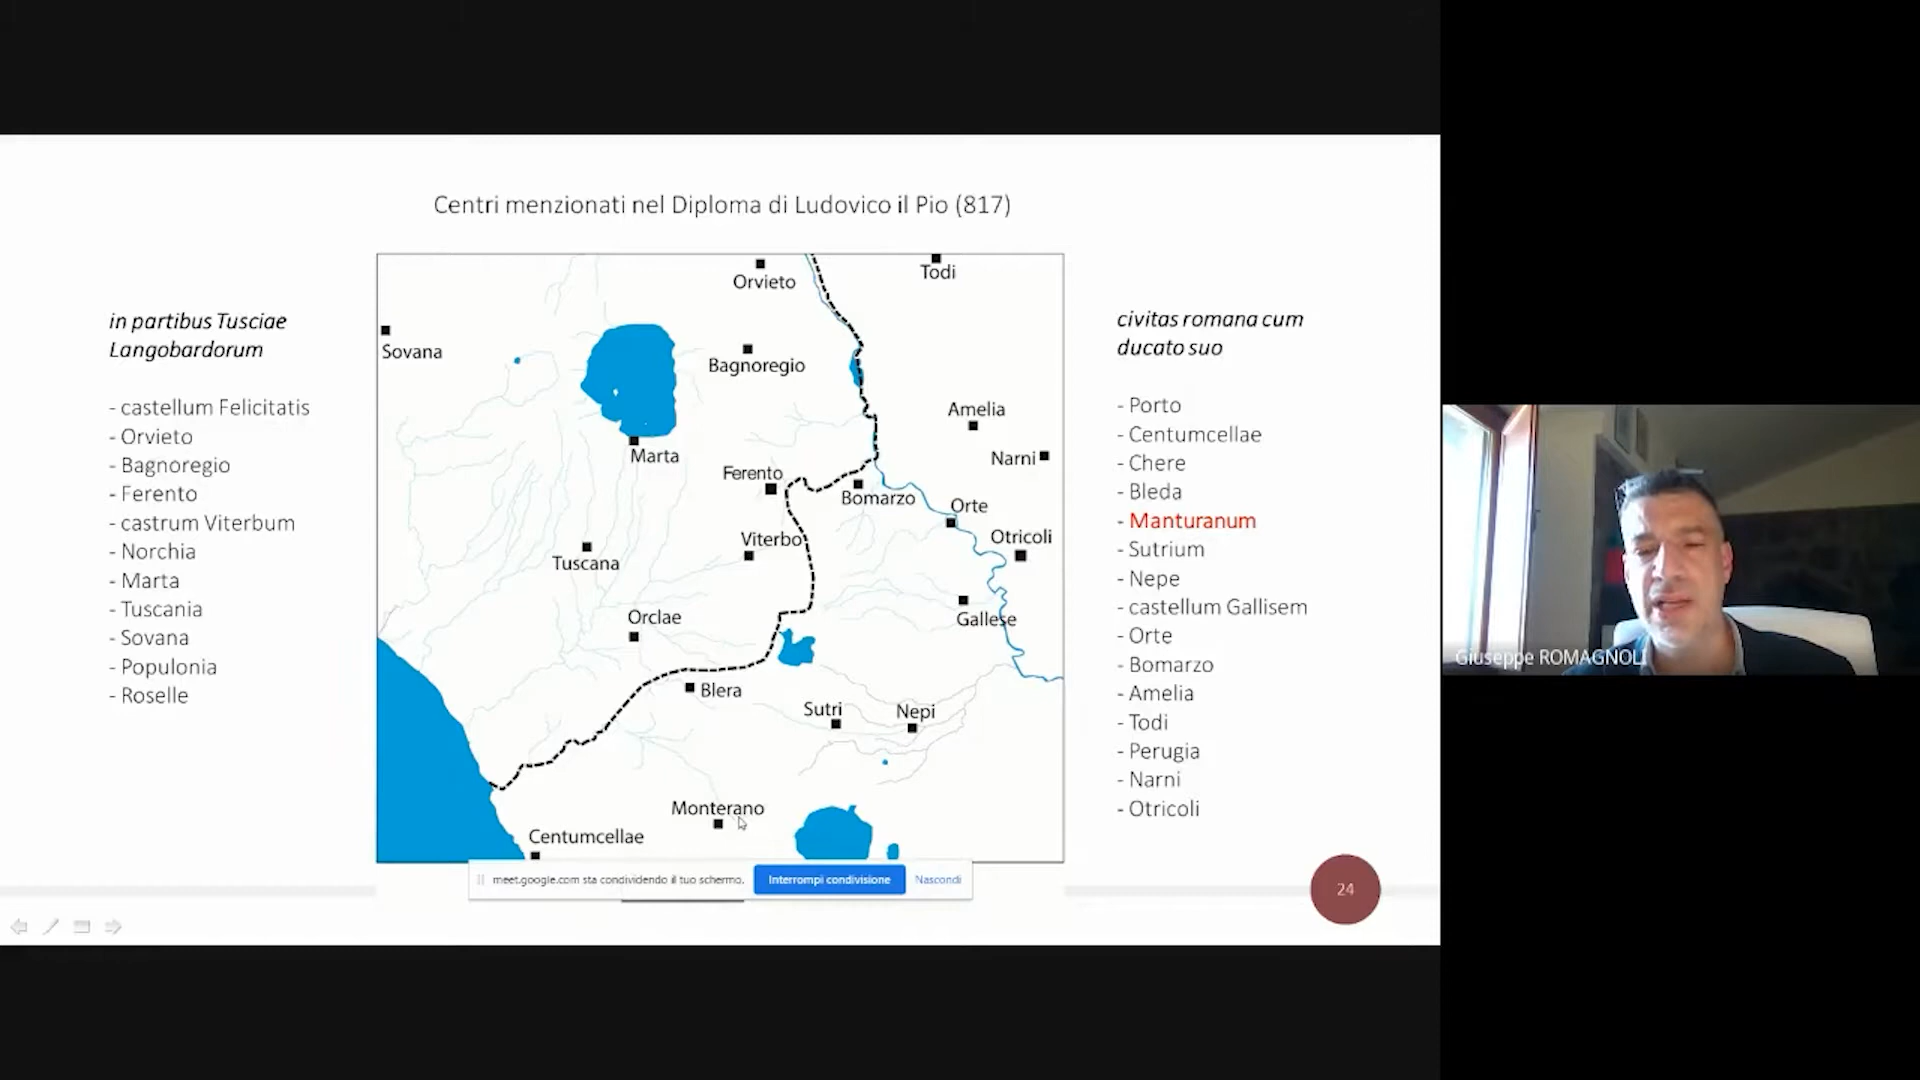 Centri menzionati nel Diploma di Ludovico il Pio (817)
in partibus Tusciae
Langobardorum
- castellum Felicitatis
- Orvieto
- Bagnoregio
- Ferento
- castrum Viterbum
- Norchia
- Marta
- Tuscania
- Sovana
- Populonia
- Roselle
Orvieto
Todi
Sovana
Bagnoregio
Amelia
Marta
Narni
Ferento
Bomarzo
Orte
Viterbo
Otricoli
Tuscana
Orclae
Gallese
Blera
Sutri
Nepi
Monterano
Centumcellae
civitas romana cum
ducato suo
- Porto
- Centumcellae
- Chere
- Bleda
- Manturanum
- Sutrium
- Nepe
- castellum Gallisem
- Orte
- Bomarzo
- Amelia
- Todi
- Perugia
- Narni
- Otricoli
meet.google.com sta condividendo il tuo schermo. Interrompi condivisione Nascondi
24
Giuseppe ROMAGNOLI